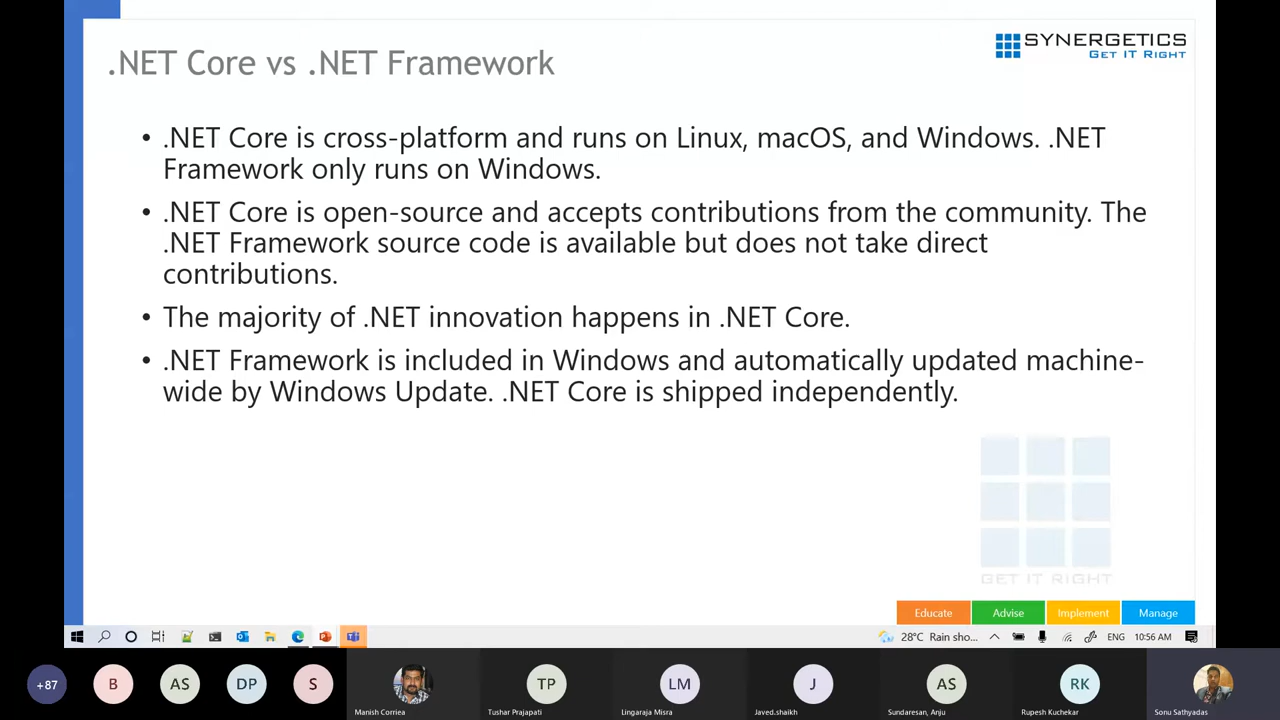 .NET Core vs .NET Framework
SYNERGETICS
GET IT RIGHT
• .NET Core is cross-platform and runs on Linux, macOS, and Windows. .NET
Framework only runs on Windows.
• .NET Core is open-source and accepts contributions from the community. The
.NET Framework source code is available but does not take direct
contributions.
• The majority of .NET innovation happens in .NET Core.
• .NET Framework is included in Windows and automatically updated machine-
wide by Windows Update. .NET Core is shipped independently.
GET IT RIGHT
Educate Advise Implement Manage
28°C Rain sho... ENG 10:56 AM
+87 B AS DP S TP LM J AS RK
Manish Corriea Tushar Prajapati Lingaraja Misra Javed.shaikh Sundaresan, Anju Rupesh Kuchekar Sonu Sathyadas